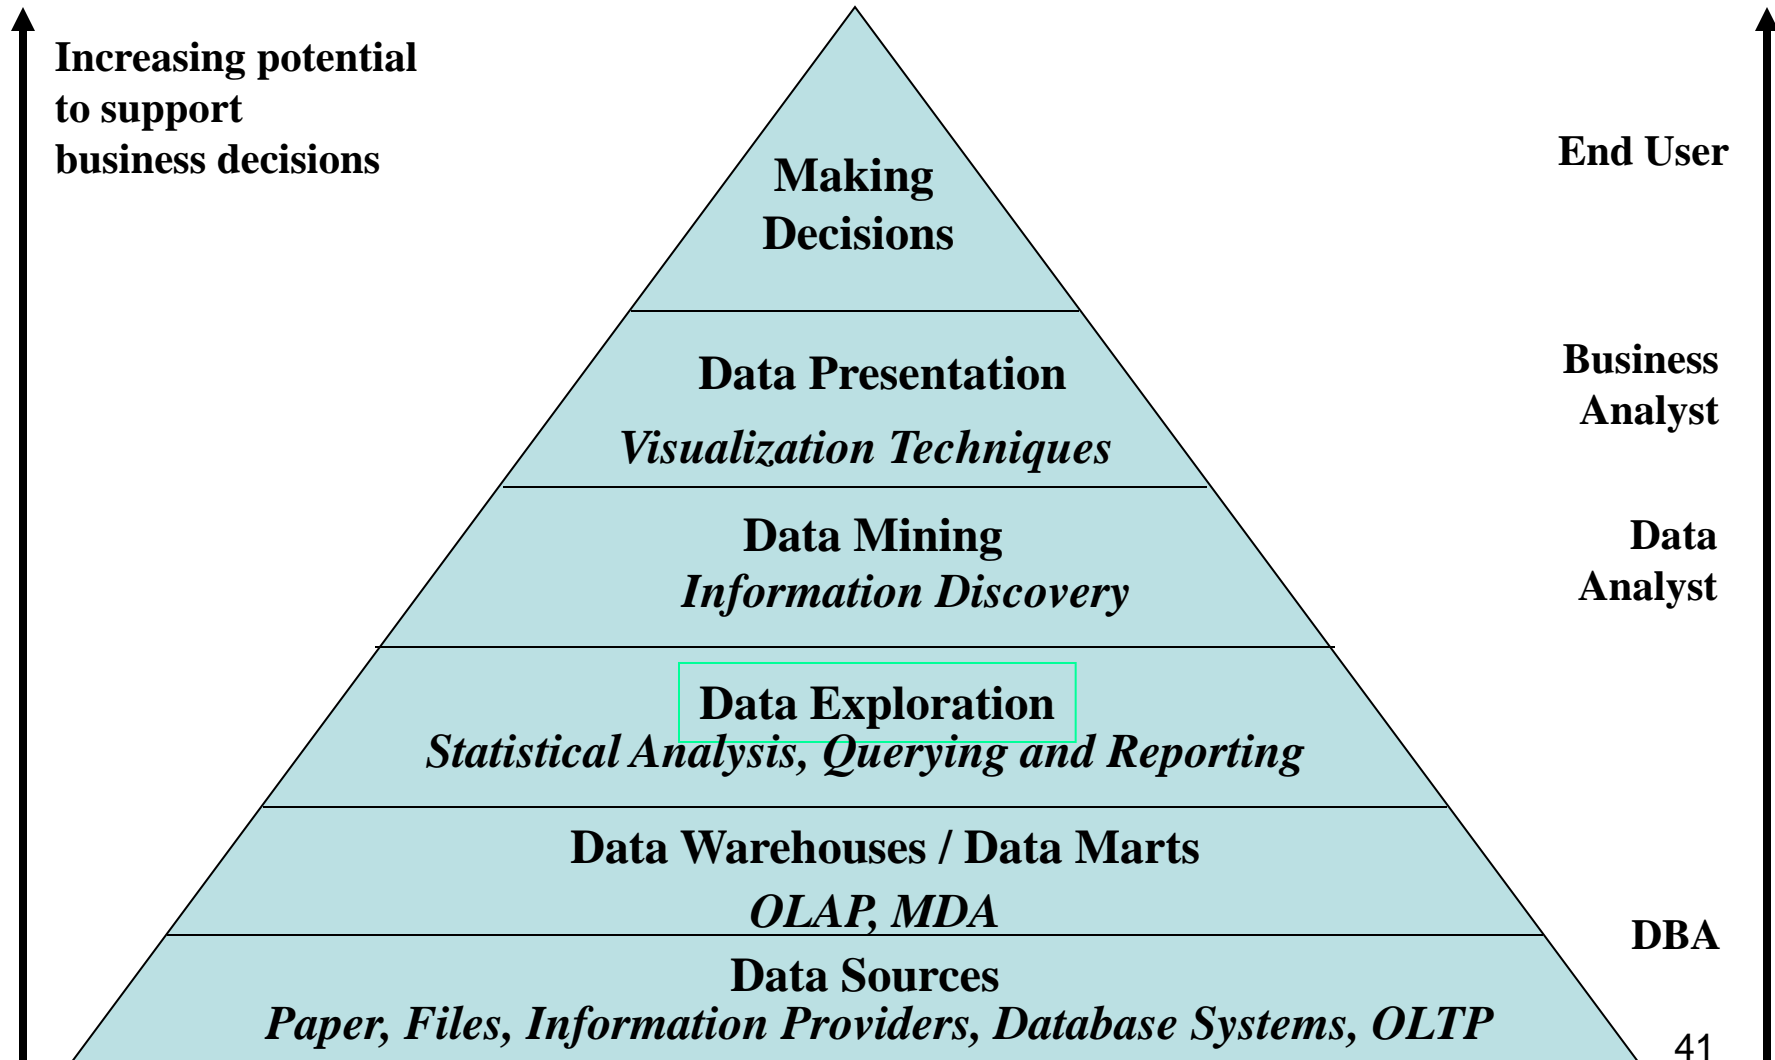 Increasing potential
to support
business decisions
End User
Making
Decisions
Business
Analyst
Data Presentation
Visualization Techniques
Data Mining
Information Discovery
Data
Analyst
Data Exploration
Statistical Analysis, Querying and Reporting
Data Warehouses / Data Marts
OLAP, MDA
DBA
Data Sources
Paper, Files, Information Providers, Database Systems, OLTP
41